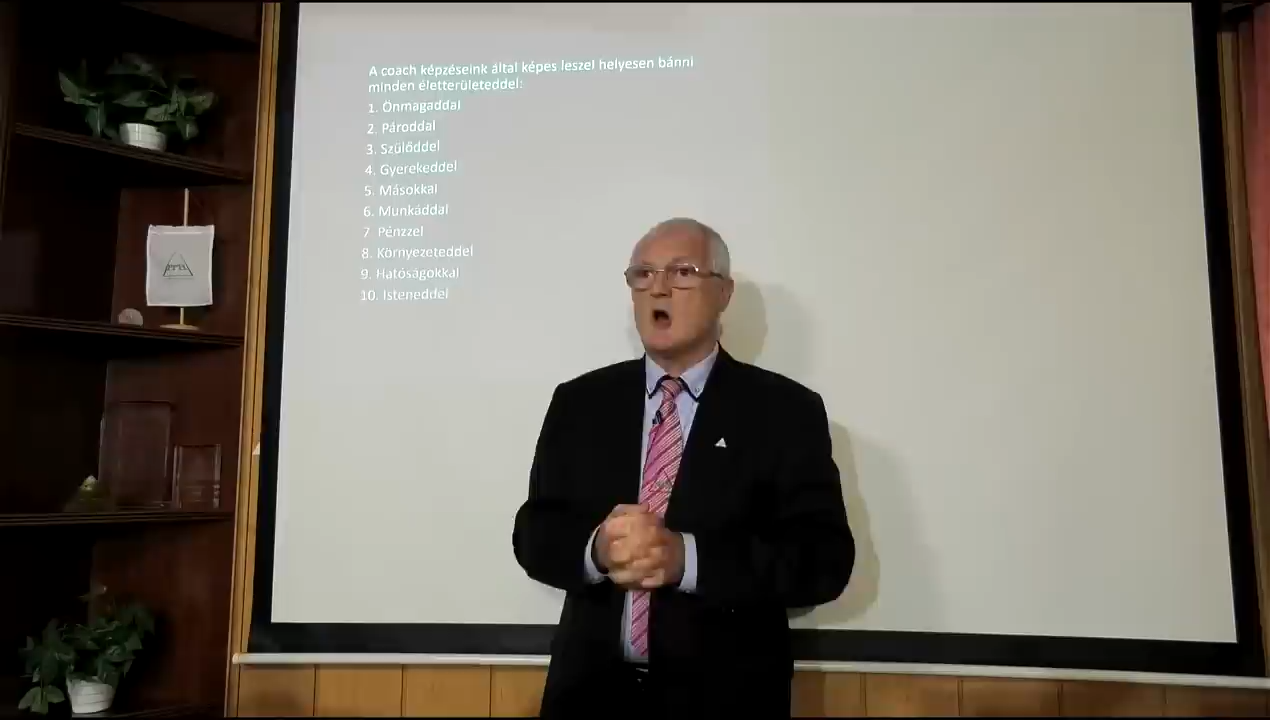 A coach képzéseink által képes leszel helyesen bánni
minden életterületeddel:
1. Önmagaddal
2. Pároddal
3. Szülőddel
4. Gyerekeddel
5. Másokkal
6. Munkáddal
7 Pénzzel
8. Környezeteddel
9. Hatóságokkal
10. Isteneddel